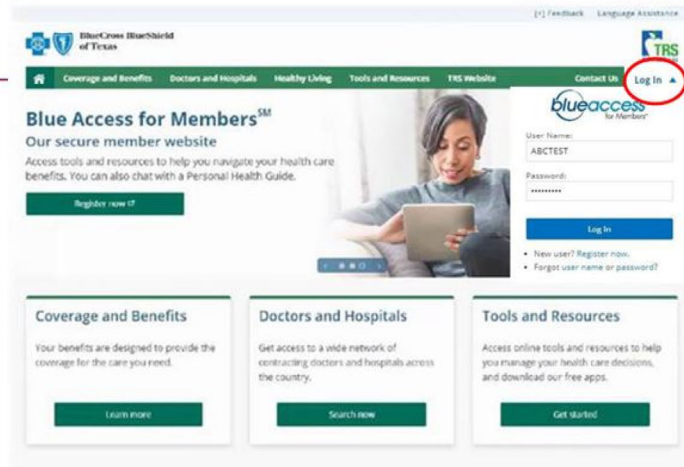 [+] Feedback Language Assistance
BlueCross BlueShield
of Texas
TRS
Coverage and Benefits Doctors and Hospitals Healthy Living Tools and Resources TRS Website Contact Us Log In
Blue Access for Members℠
Our secure member website
Access tools and resources to help you navigate your health care
benefits. You can also chat with a Personal Health Guide.
Register now
blueaccess
for Members
User Name:
ABCTEST
Password:
•••••••••
Log In
• New user? Register now.
• Forgot user name or password?
Coverage and Benefits
Your benefits are designed to provide the
coverage for the care you need.
Learn more
Doctors and Hospitals
Get access to a wide network of
contracting doctors and hospitals across
the country.
Search now
Tools and Resources
Access online tools and resources to help
you manage your health care decisions,
and download our free apps.
Get started